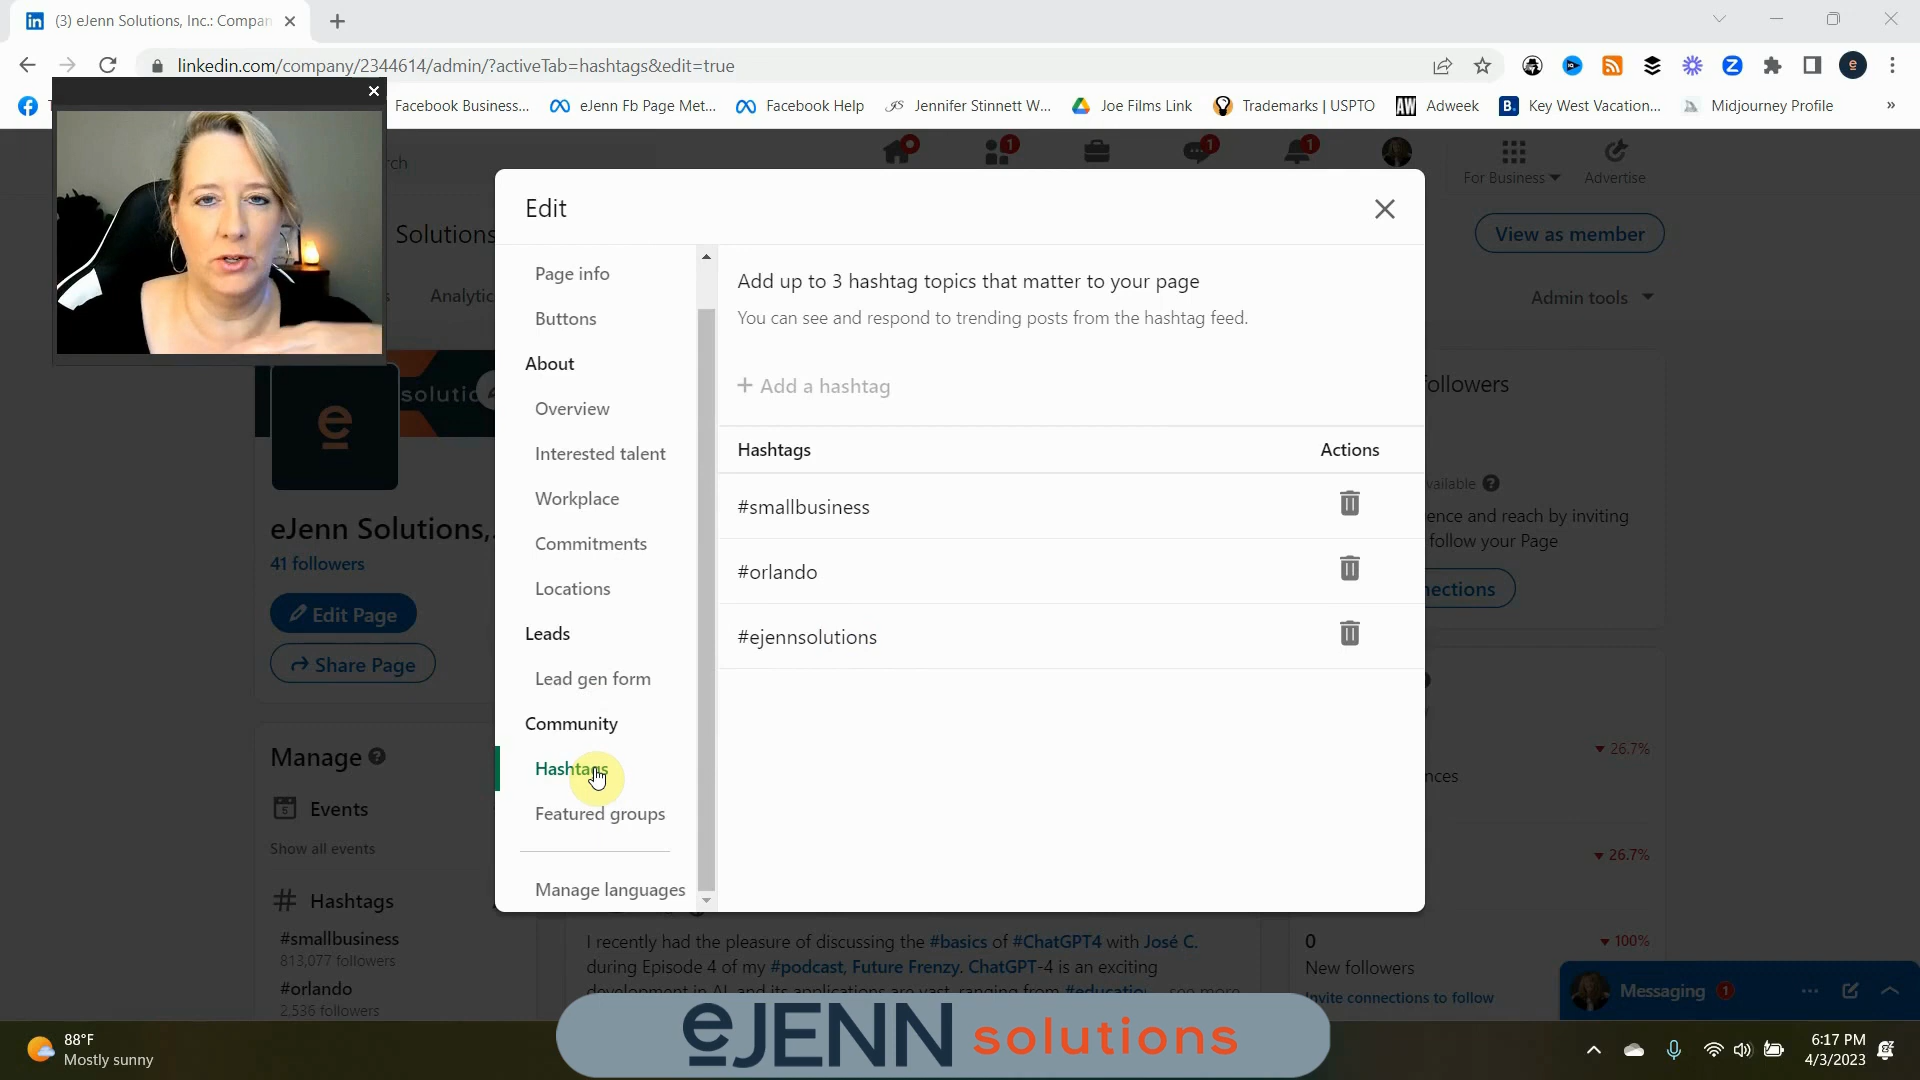 (3) eJenn Solutions, Inc.: Compan
linkedin.com/company/2344614/admin/?activeTab=hashtags&edit=true
Facebook Business...
eJenn Fb Page Met...
Facebook Help
Jennifer Stinnett W...
Joe Films Link
Trademarks | USPTO
Adweek
Key West Vacation...
Midjourney Profile
»
rch
1
1
1
For Business
Advertise
Solutions
View as member
Analytic
Admin tools
Edit
Page info
Buttons
About
Overview
Interested talent
Workplace
Commitments
Locations
Leads
Lead gen form
Community
Hashtags
Featured groups
Manage languages
Add up to 3 hashtag topics that matter to your page
You can see and respond to trending posts from the hashtag feed.
+ Add a hashtag
Hashtags
Actions
#smallbusiness
#orlando
#ejennsolutions
solutio
eJenn Solutions,
41 followers
Edit Page
Share Page
Manage
Events
Show all events
Hashtags
#smallbusiness
813,077 followers
#orlando
2,536 followers
ollowers
vailable
ence and reach by inviting
follow your Page
ections
26.7%
nces
26.7%
0
100%
New followers
Invite connections to follow
I recently had the pleasure of discussing the #basics of #ChatGPT4 with José C.
during Episode 4 of my #podcast, Future Frenzy. ChatGPT-4 is an exciting
development in AI, and its applications are vast, ranging from #educatio
see more
Messaging 1
eJENN solutions
88°F
Mostly sunny
6:17 PM
4/3/2023